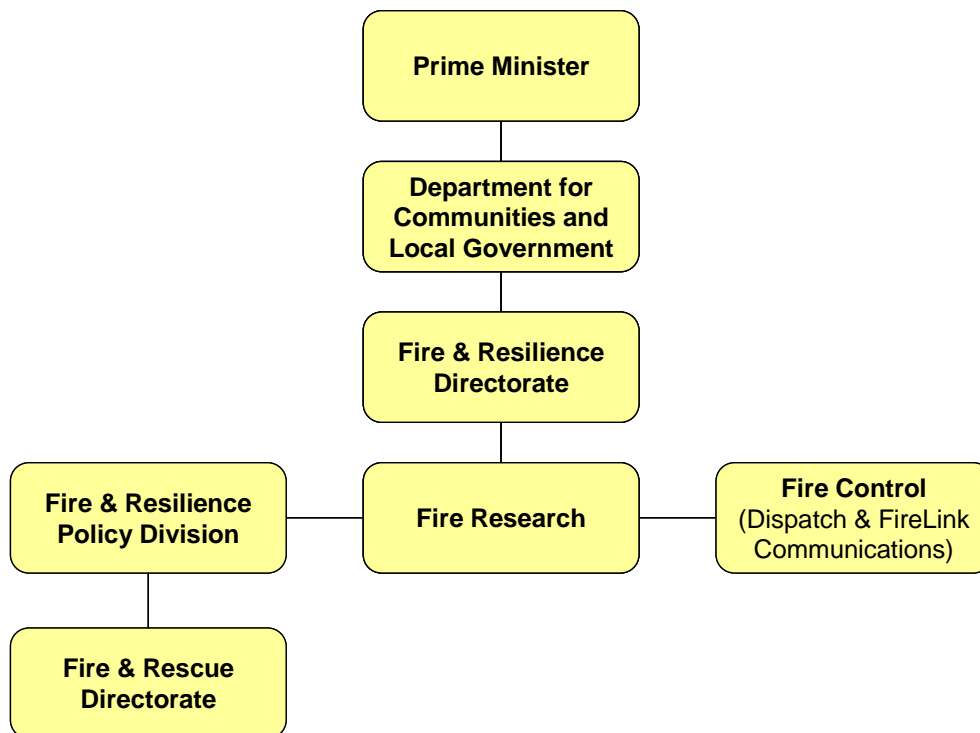 Prime Minister
Department for
Communities and
Local Government
Fire & Resilience
Directorate
Fire & Resilience
Policy Division
Fire Research
Fire Control
(Dispatch & FireLink
Communications)
Fire & Rescue
Directorate